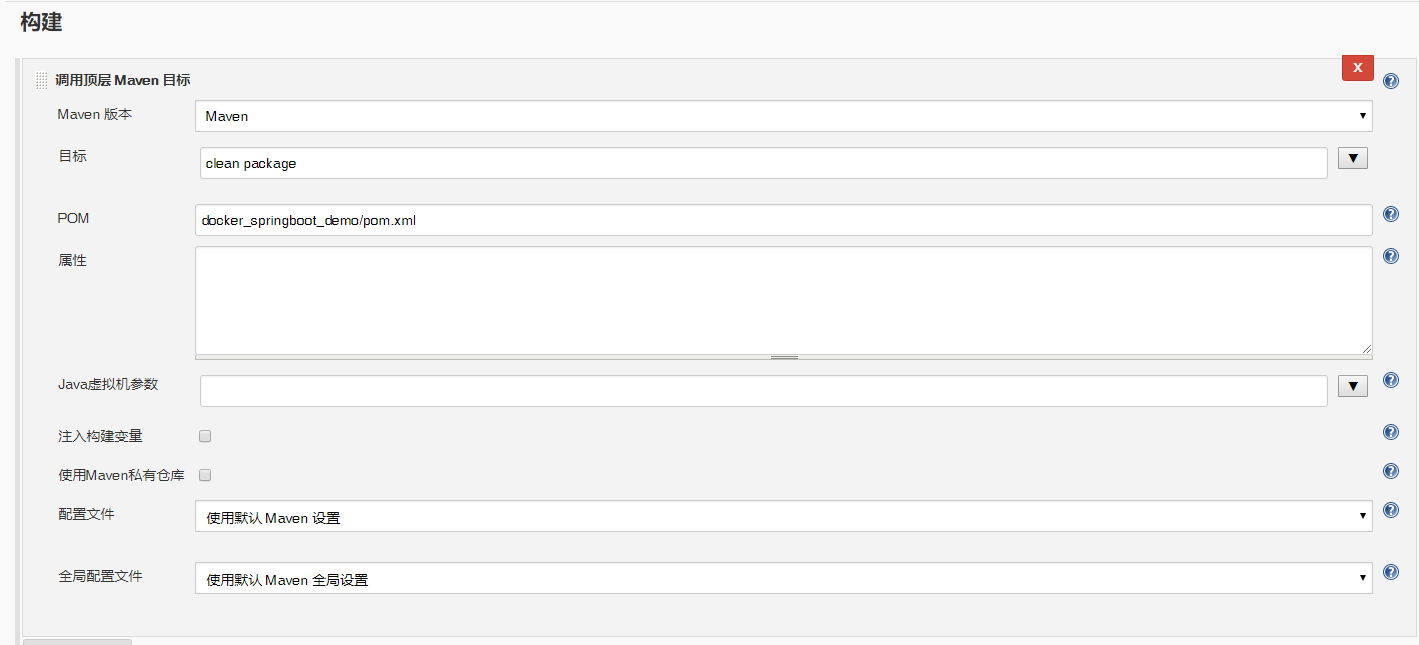 构建
调用顶层 Maven 目标
X
Maven 版本
Maven
目标
clean package
POM
docker_springboot_demo/pom.xml
属性
Java虚拟机参数
注入构建变量
使用Maven私有仓库
配置文件
使用默认 Maven 设置
全局配置文件
使用默认 Maven 全局设置